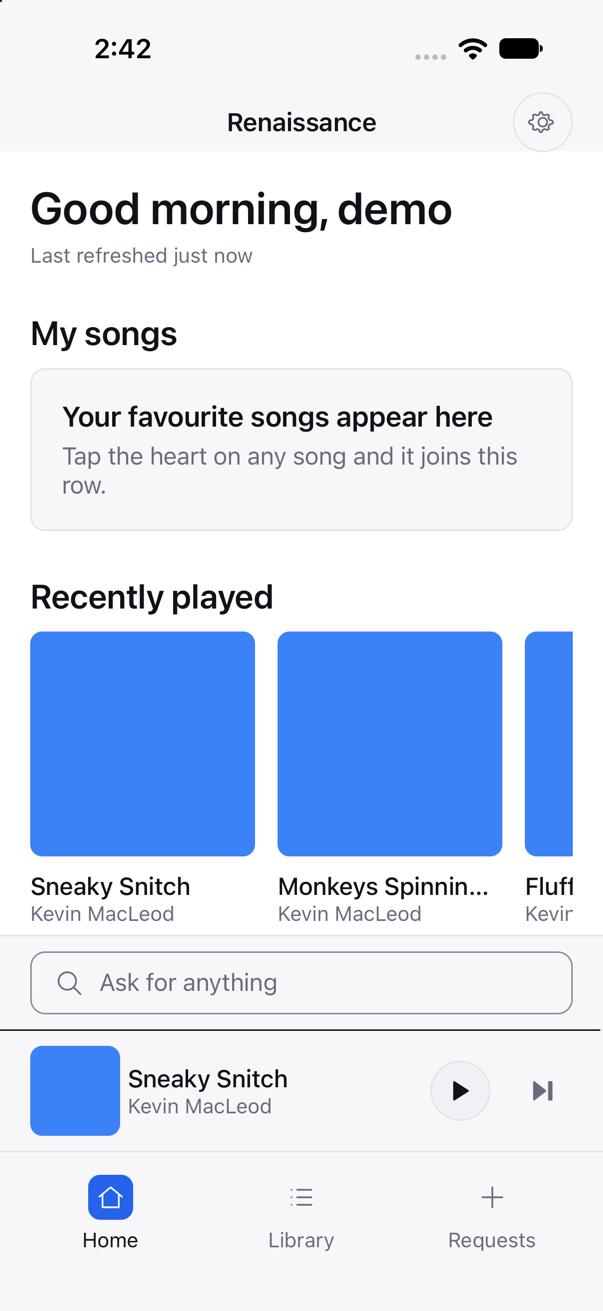 2:42
Renaissance
Good morning, demo
Last refreshed just now
My songs
Your favourite songs appear here
Tap the heart on any song and it joins this
row.
Recently played
Sneaky Snitch
Kevin MacLeod
Monkeys Spinnin...
Kevin MacLeod
Fluff
Kevin
Ask for anything
Sneaky Snitch
Kevin MacLeod
Home
Library
Requests